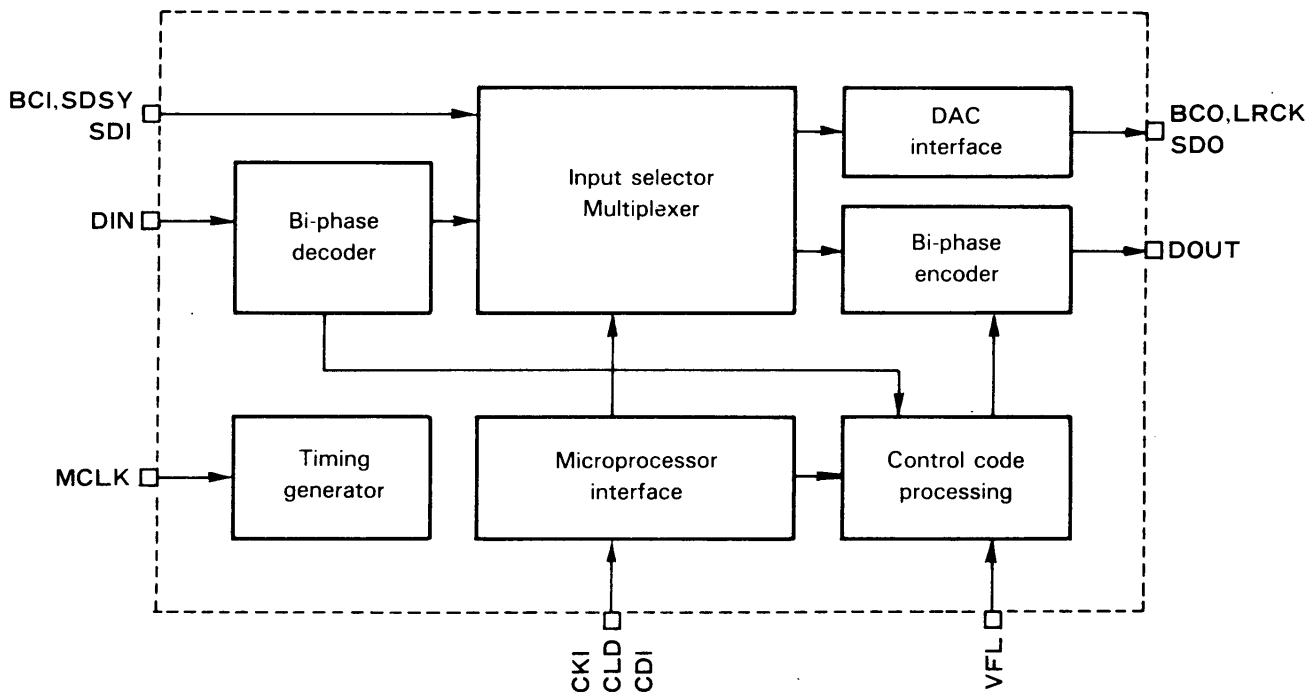 BCI,SDSY
SDI
DAC
interface
BCO,LRCK
SDO
Input selector
Multiplexer
DIN
Bi-phase
decoder
Bi-phase
encoder
DOUT
MCLK
Timing
generator
Microprocessor
interface
Control code
processing
CKI
CLD
CDI
VFL